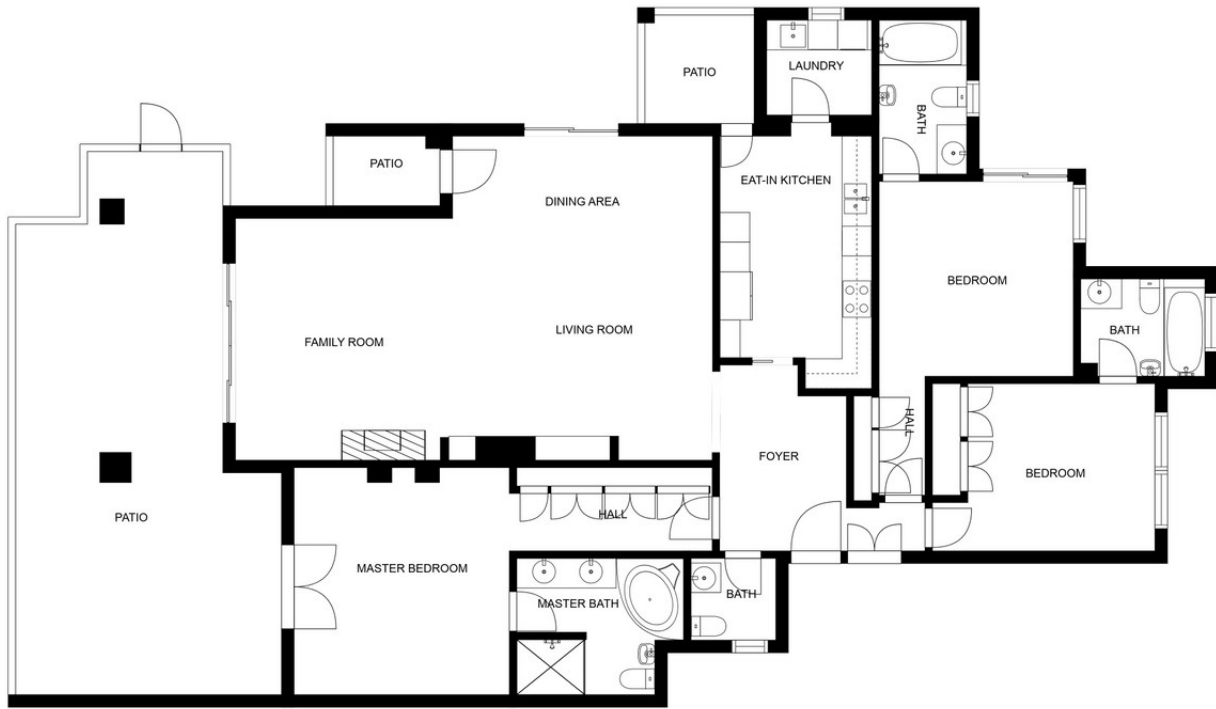 PATIO
LAUNDRY
BATH
PATIO
EAT-IN KITCHEN
DINING AREA
BEDROOM
LIVING ROOM
BATH
FAMILY ROOM
HALL
FOYER
BEDROOM
PATIO
HALL
MASTER BEDROOM
MASTER BATH
BATH